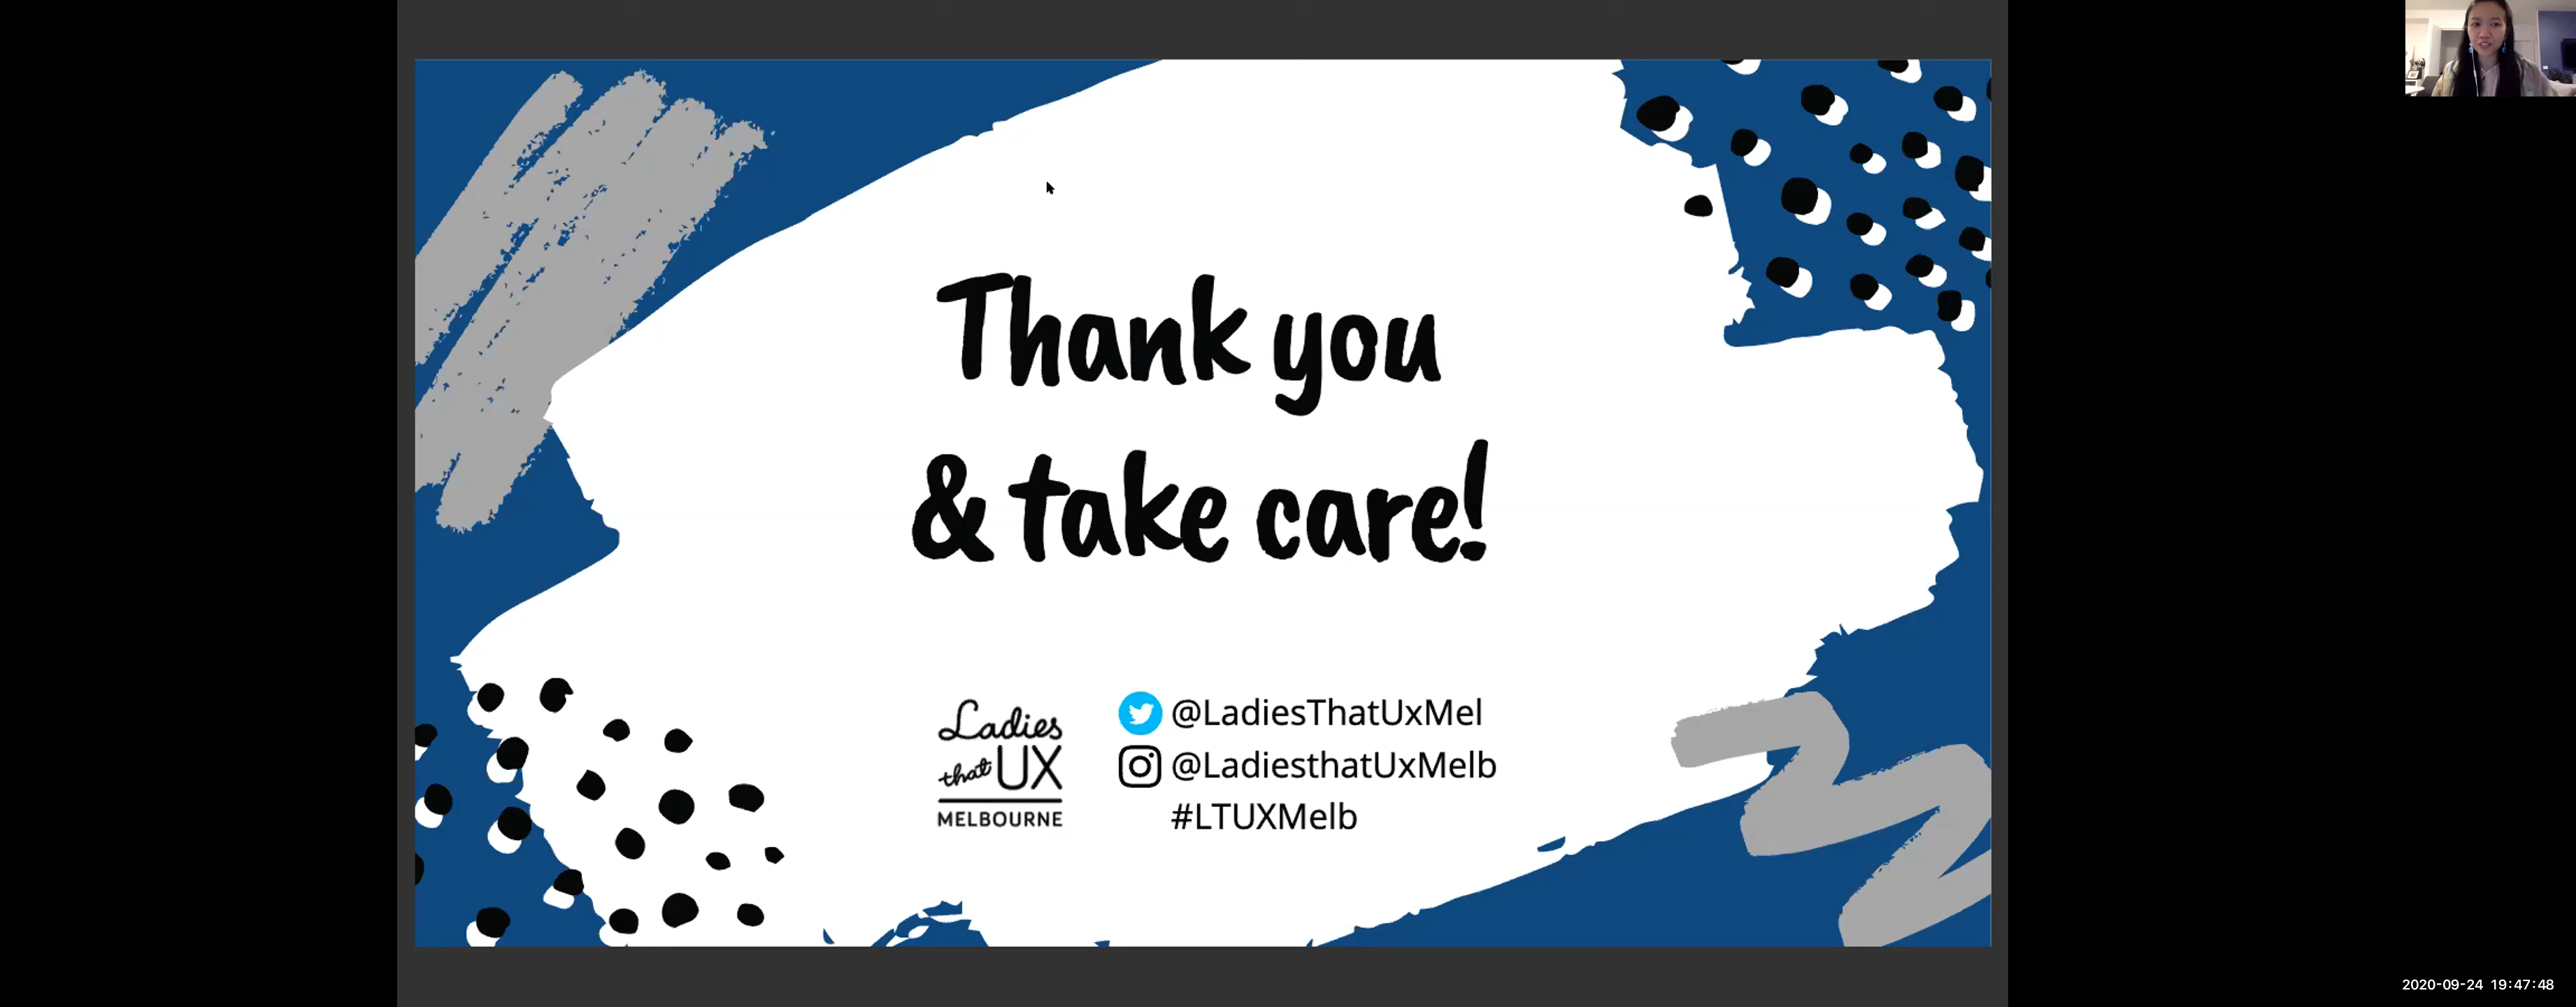 Thank you
& take care!
Ladies
that UX
MELBOURNE
@LadiesThatUxMel
@LadiesthatUxMelb
#LTUXMelb
2020-09-24 19:47:48